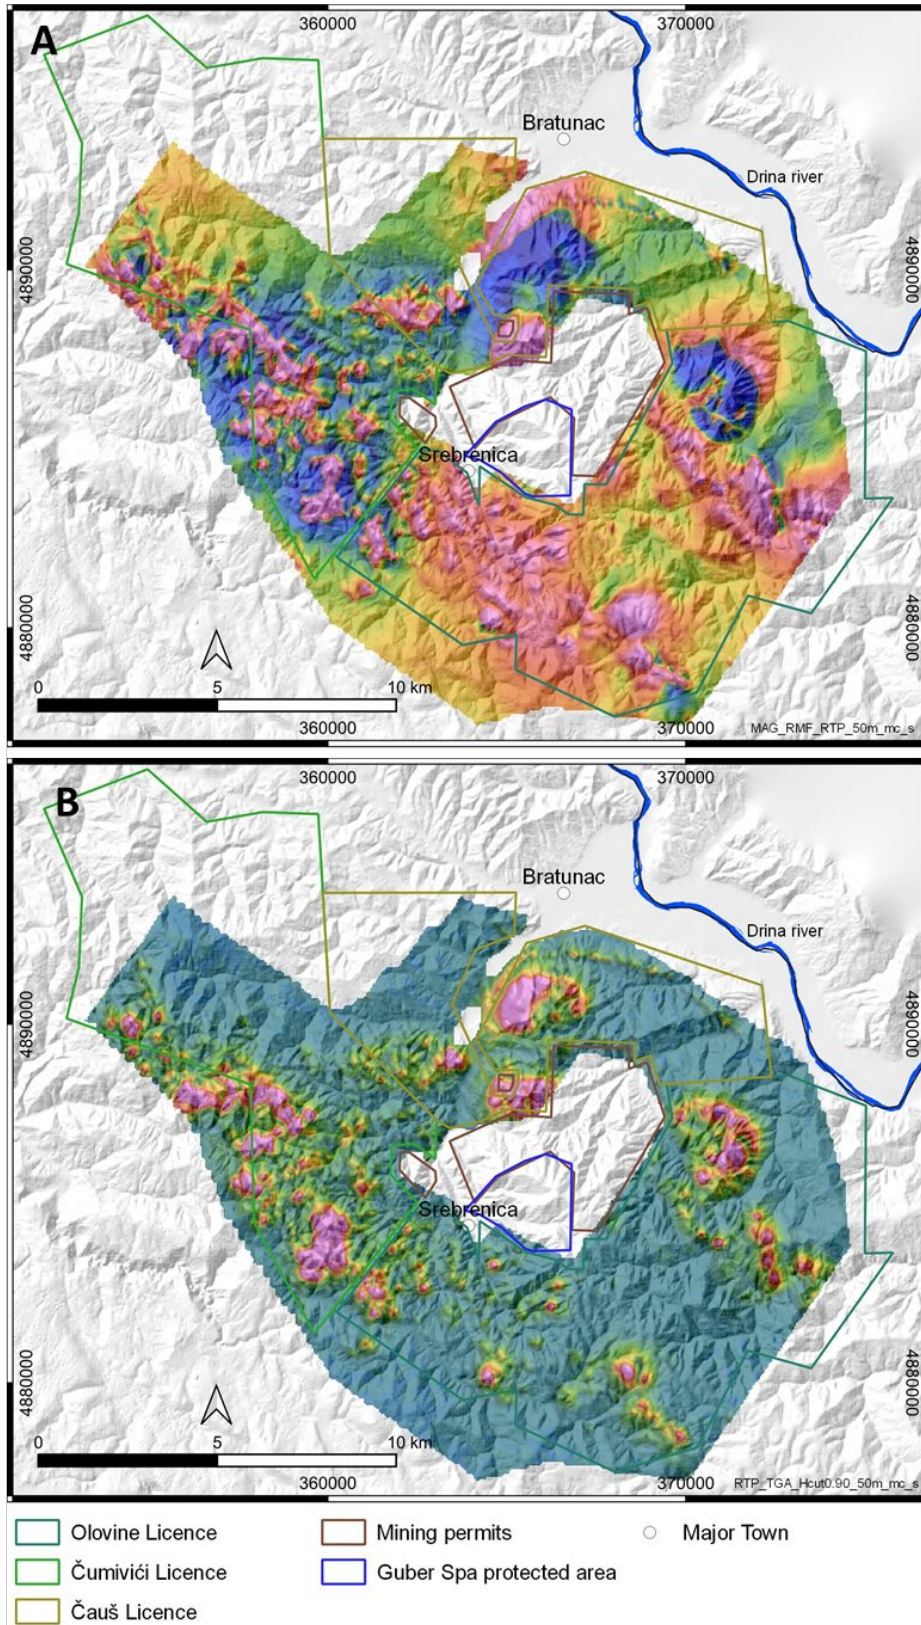 A
360000
370000
Bratunac
Drina river
4890000
4890000
Srebrenica
4880000
4880000
0
5
10 km
360000
370000
MAG_RMF_RTP_50m_mc_s
B
360000
370000
Bratunac
Drina river
4890000
4890000
Srebrenica
4880000
4880000
0
5
10 km
360000
370000
RTP_TGA_Hcut0.90_50m_mc_s
Olovine Licence
Mining permits
Major Town
Čumivići Licence
Guber Spa protected area
Čauš Licence